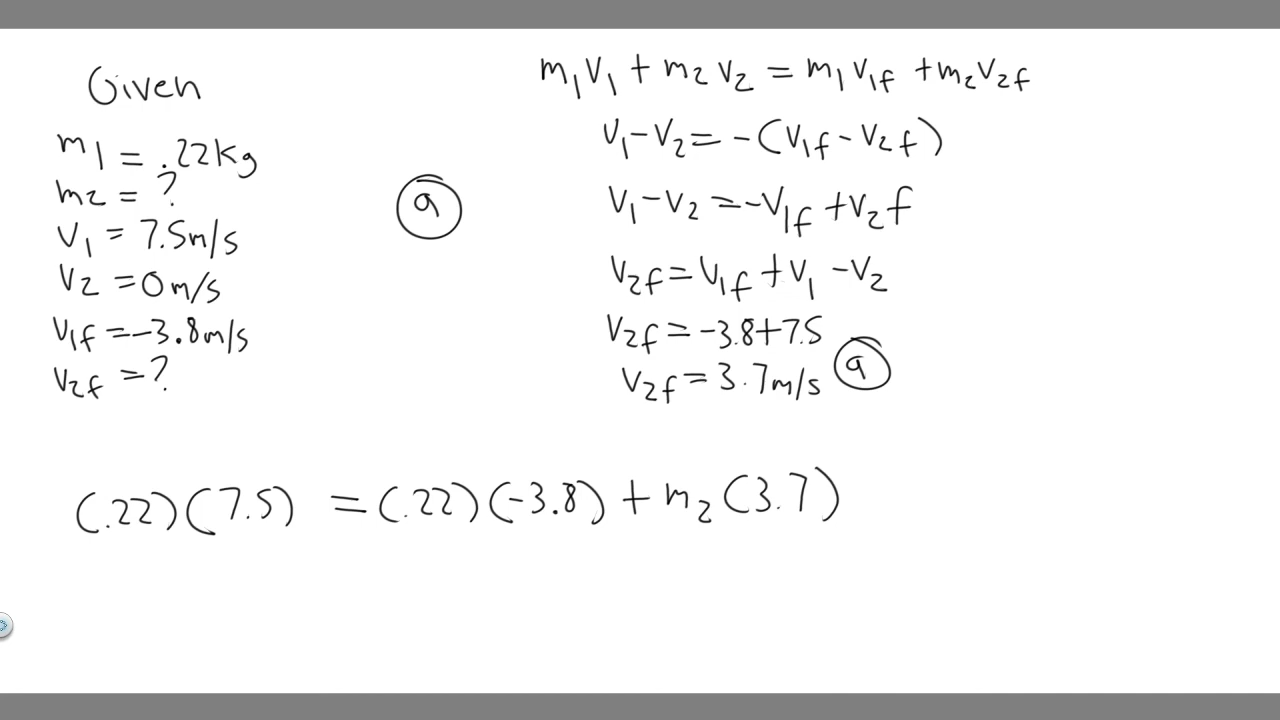 Given
m1 = .22kg
m2 = ?
v1 = 7.5m/s
v2 = 0m/s
v1f = -3.8m/s
v2f = ?
a
m1v1 + m2v2 = m1v1f + m2v2f
v1-v2 = -(v1f - v2f)
v1-v2 = -v1f + v2f
v2f = v1f + v1 - v2
v2f = -3.8+7.5
v2f = 3.7m/s a
(.22)(7.5) = (.22)(-3.8) + m2(3.7)